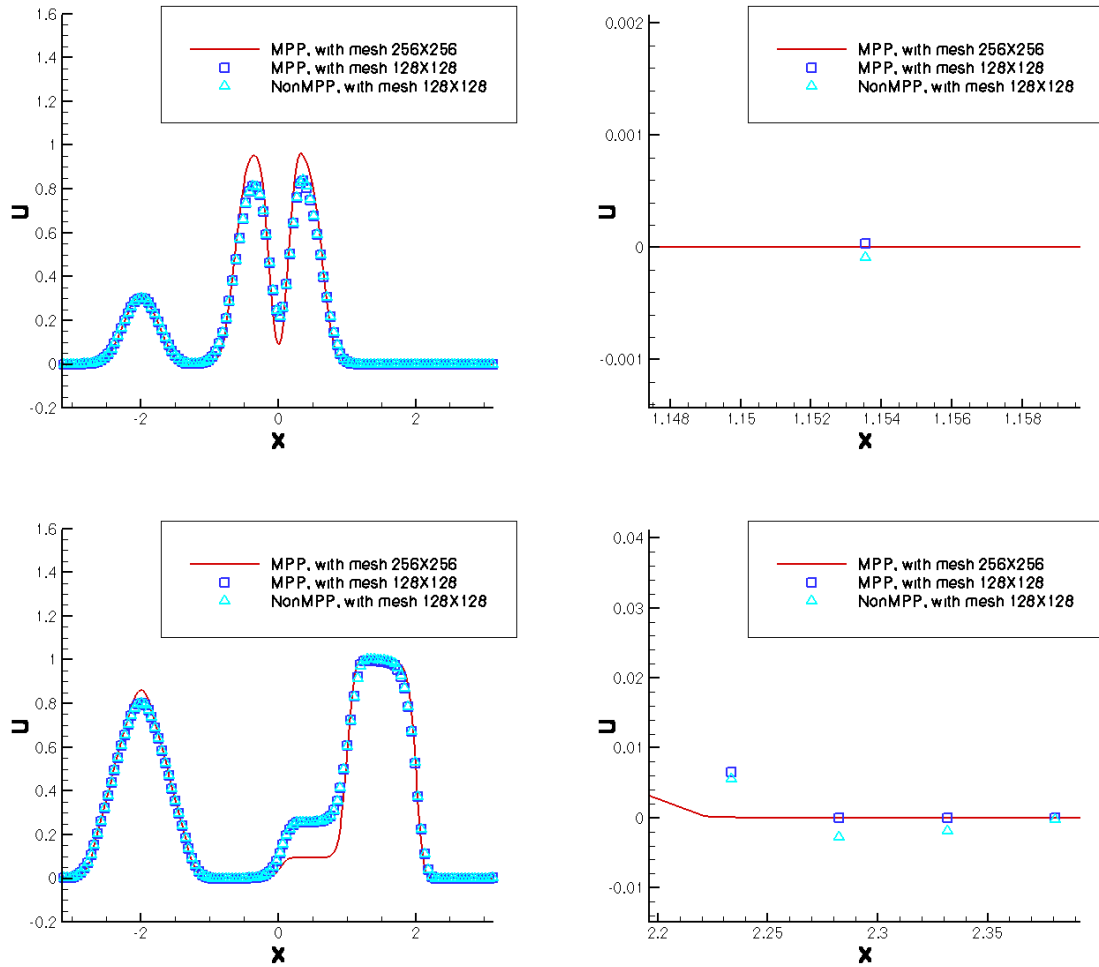 1.6
1.4
1.2
1
0.8
0.6
0.4
0.2
0
-0.2
U
-2
0
2
X
MPP, with mesh 256X256
MPP, with mesh 128X128
NonMPP, with mesh 128X128
0.002
0.001
0
-0.001
U
1.148
1.15
1.152
1.154
1.156
1.158
X
MPP, with mesh 256X256
MPP, with mesh 128X128
NonMPP, with mesh 128X128
1.6
1.4
1.2
1
0.8
0.6
0.4
0.2
0
-0.2
U
-2
0
2
X
MPP, with mesh 256X256
MPP, with mesh 128X128
NonMPP, with mesh 128X128
0.04
0.03
0.02
0.01
0
-0.01
U
2.2
2.25
2.3
2.35
X
MPP, with mesh 256X256
MPP, with mesh 128X128
NonMPP, with mesh 128X128